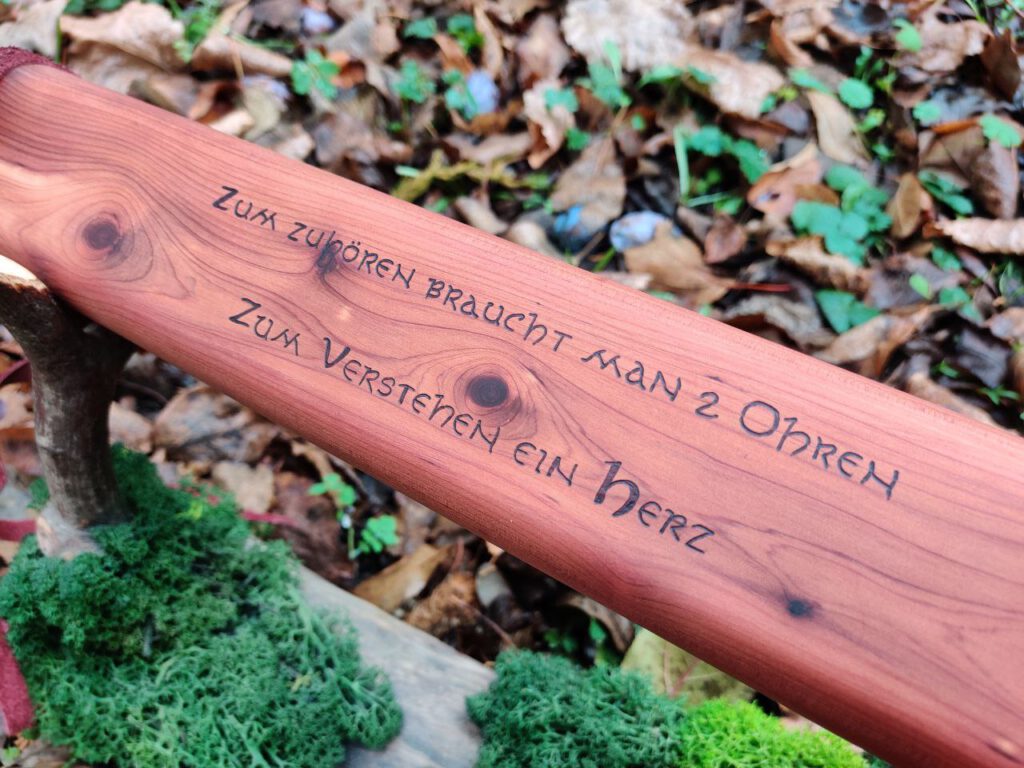 Zum zuhören braucht man 2 Ohren
Zum Verstehen ein Herz